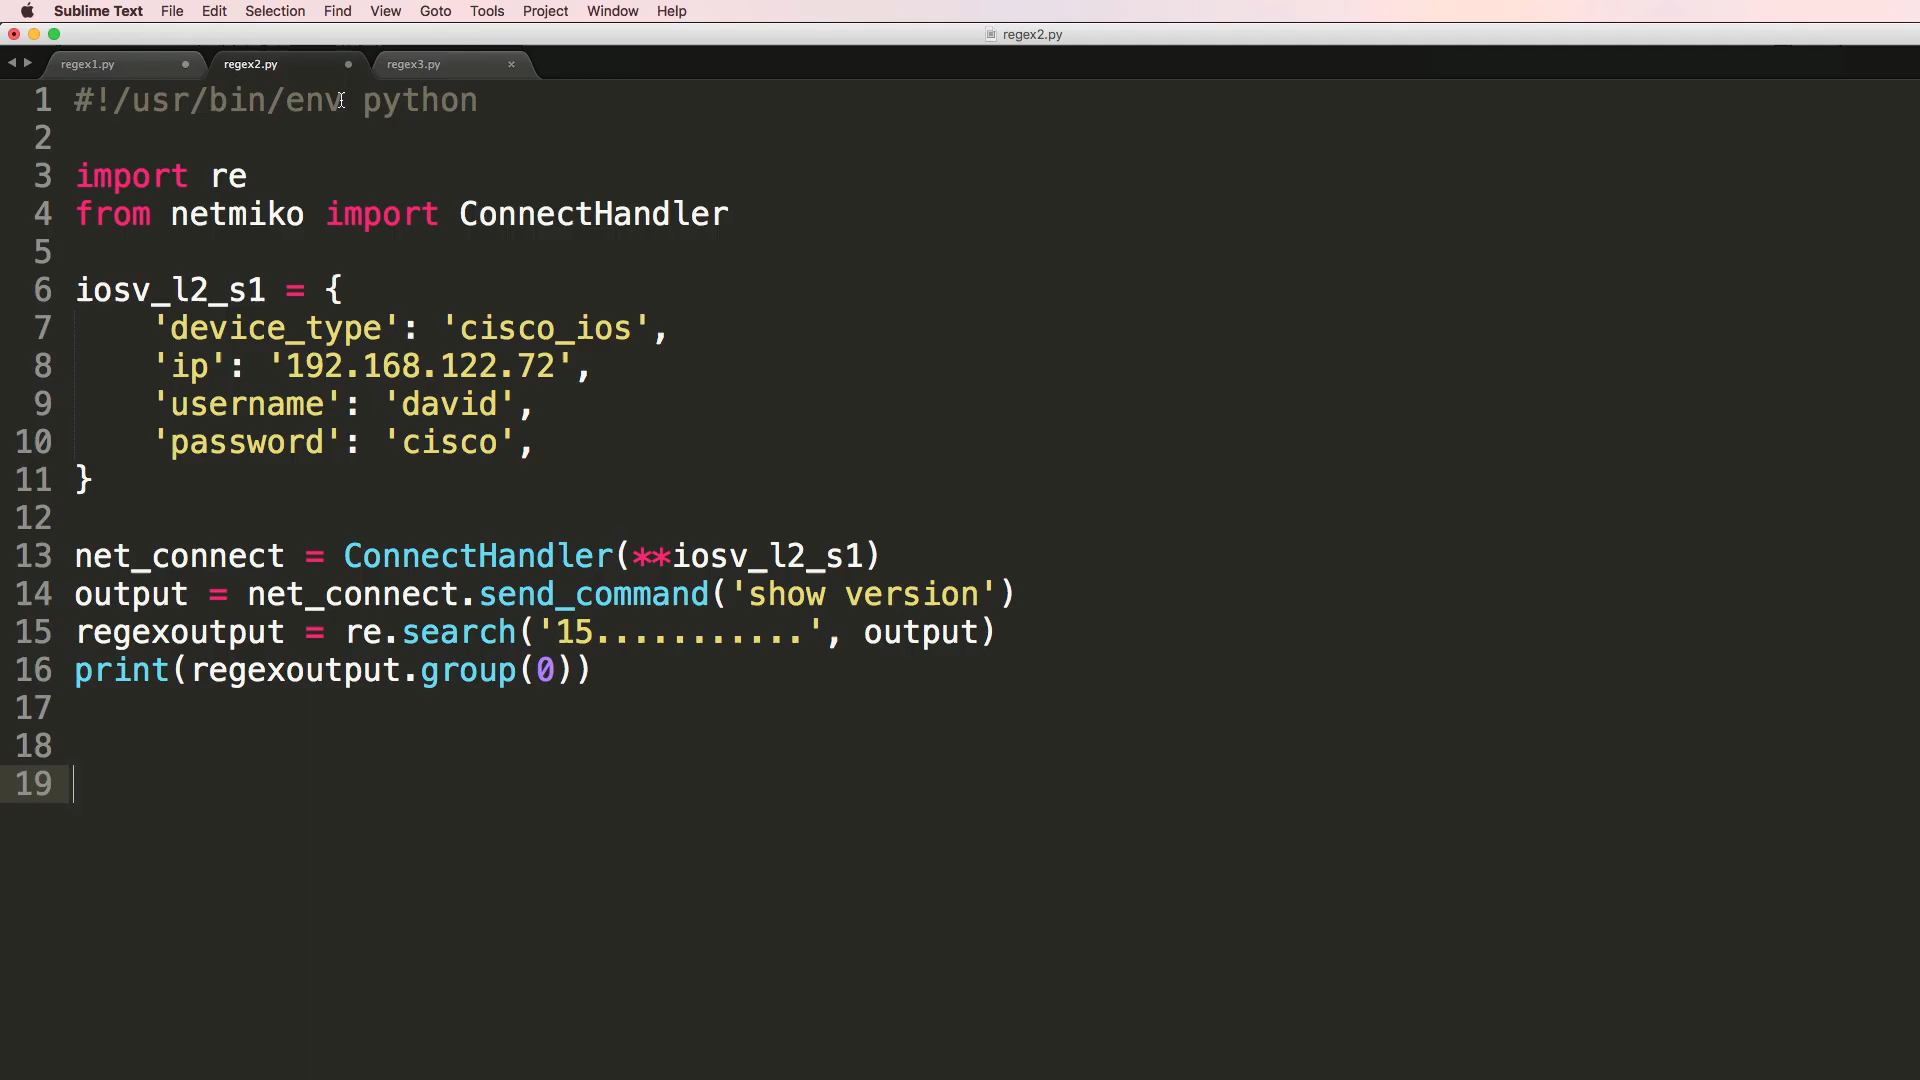 Sublime Text File Edit Selection Find View Goto Tools Project Window Help
regex2.py
regex1.py regex2.py regex3.py
1 #!/usr/bin/env python
2
3 import re
4 from netmiko import ConnectHandler
5
6 iosv_l2_s1 = {
7     'device_type': 'cisco_ios',
8     'ip': '192.168.122.72',
9     'username': 'david',
10     'password': 'cisco',
11 }
12
13 net_connect = ConnectHandler(**iosv_l2_s1)
14 output = net_connect.send_command('show version')
15 regexoutput = re.search('15...........', output)
16 print(regexoutput.group(0))
17
18
19